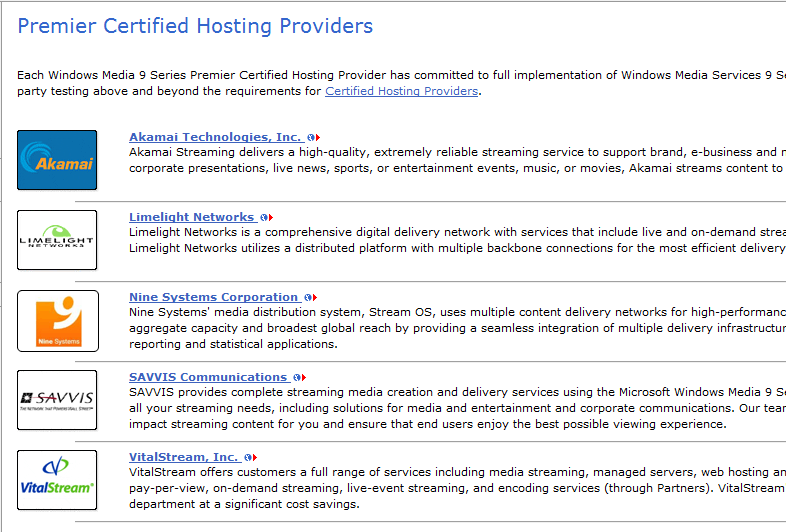 Premier Certified Hosting Providers
Each Windows Media 9 Series Premier Certified Hosting Provider has committed to full implementation of Windows Media Services 9
party testing above and beyond the requirements for Certified Hosting Providers.
Akamai
Akamai Technologies, Inc.
Akamai Streaming delivers a high-quality, extremely reliable streaming service to support brand, e-business and
corporate presentations, live news, sports, or entertainment events, music, or movies, Akamai streams content to
LIMELIGHT
NETWORKS
Limelight Networks
Limelight Networks is a comprehensive digital delivery network with services that include live and on-demand
Limelight Networks utilizes a distributed platform with multiple backbone connections for the most efficient delivery
Nine Systems
Nine Systems Corporation
Nine Systems' media distribution system, Stream OS, uses multiple content delivery networks for high-performanc
aggregate capacity and broadest global reach by providing a seamless integration of multiple delivery infrastructur
reporting and statistical applications.
SAVVIS
THE NETWORK THAT POWERS WALL STREET
SAVVIS Communications
SAVVIS provides complete streaming media creation and delivery services using the Microsoft Windows Media 9
all your streaming needs, including solutions for media and entertainment and corporate communications. Our
impact streaming content for you and ensure that end users enjoy the best possible viewing experience.
VitalStream
VitalStream, Inc.
VitalStream offers customers a full range of services including media streaming, managed servers, web hosting
pay-per-view, on-demand streaming, live-event streaming, and encoding services (through Partners). VitalStream
department at a significant cost savings.